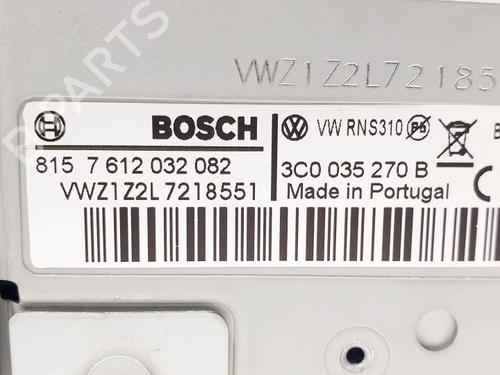 VWZ1Z2L72185
BOSCH
VW RNS310
815 7 612 032 082
3C0 035 270 B
VWZ1Z2L7218551
Made in Portugal